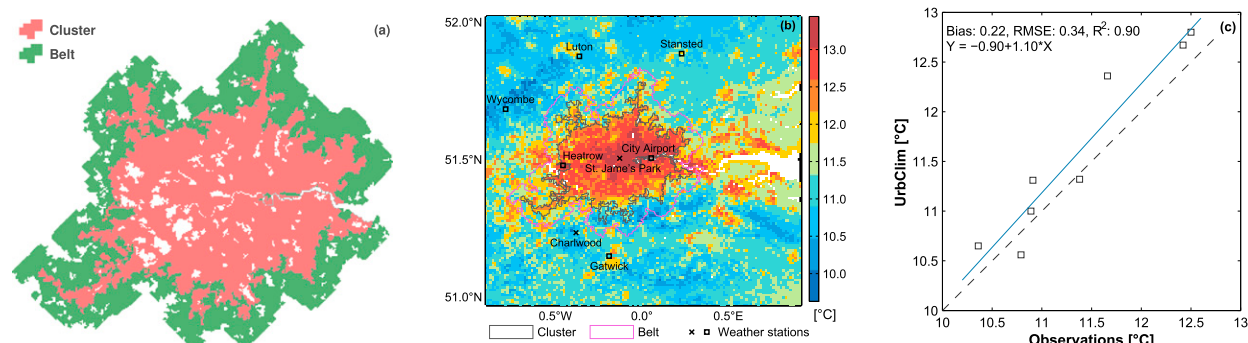 Cluster
Belt
(a)
52.0°N
51.5°N
51.0°N
(b)
Luton
Stansted
Wycombe
City Airport
Heatrow
St. Jame's Park
Chartwood
Gatwick
0.5°W
0.0°
0.5°E
13.0
12.5
12.0
11.5
11.0
10.5
10.0
[°C]
Cluster
Belt
Weather stations
(c)
Bias: 0.22, RMSE: 0.34, R²: 0.90
Y = −0.90+1.10*X
13
12.5
12
11.5
11
10.5
10
UrbClim [°C]
10
10.5
11
11.5
12
12.5
13
Observations [°C]